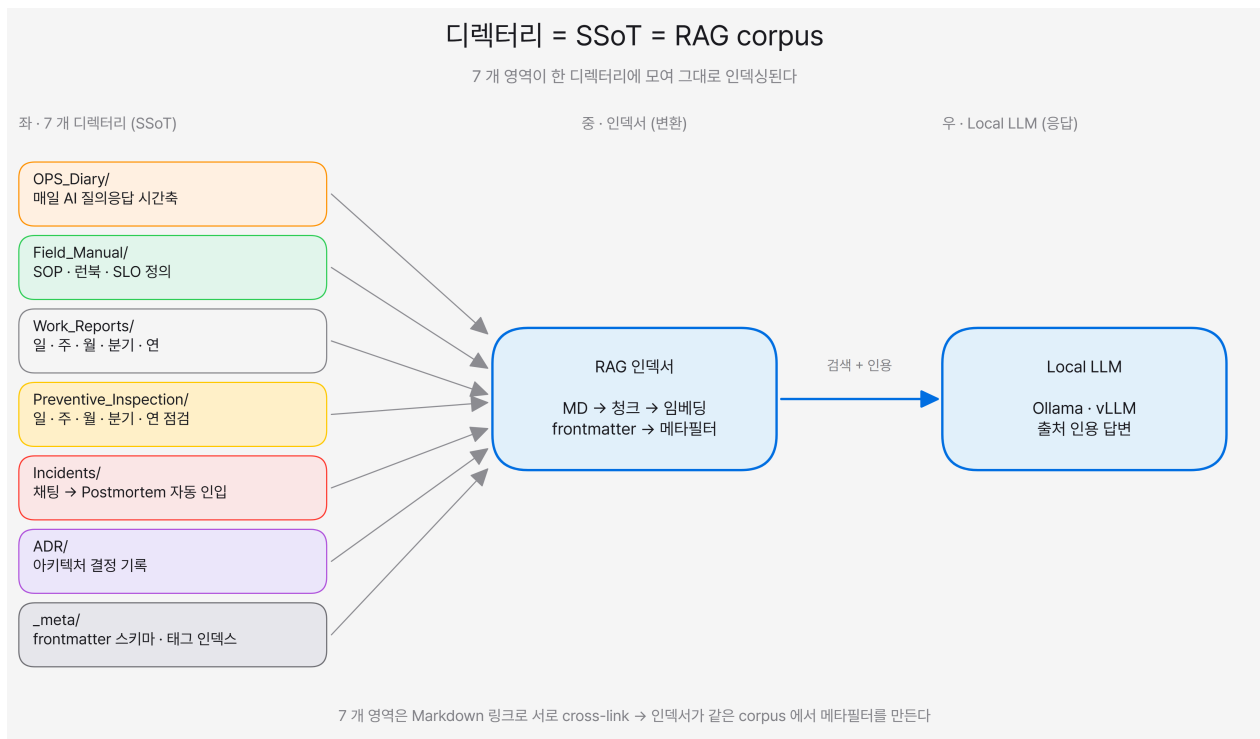 디렉터리 = SSoT = RAG corpus
7 개 영역이 한 디렉터리에 모여 그대로 인덱싱된다
좌 · 7 개 디렉터리 (SSoT)
중 · 인덱서 (변환)
우 · Local LLM (응답)
OPS_Diary/
매일 AI 질의응답 시간축
Field_Manual/
SOP · 런북 · SLO 정의
Work_Reports/
일 · 주 · 월 · 분기 · 연
Preventive_Inspection/
일 · 주 · 월 · 분기 · 연 점검
Incidents/
채팅 → Postmortem 자동 인입
ADR/
아키텍처 결정 기록
_meta/
frontmatter 스키마 · 태그 인덱스
RAG 인덱서
MD → 청크 → 임베딩
frontmatter → 메타필터
검색 + 인용
Local LLM
Ollama · vLLM
출처 인용 답변
7 개 영역은 Markdown 링크로 서로 cross-link → 인덱서가 같은 corpus 에서 메타필터를 만든다